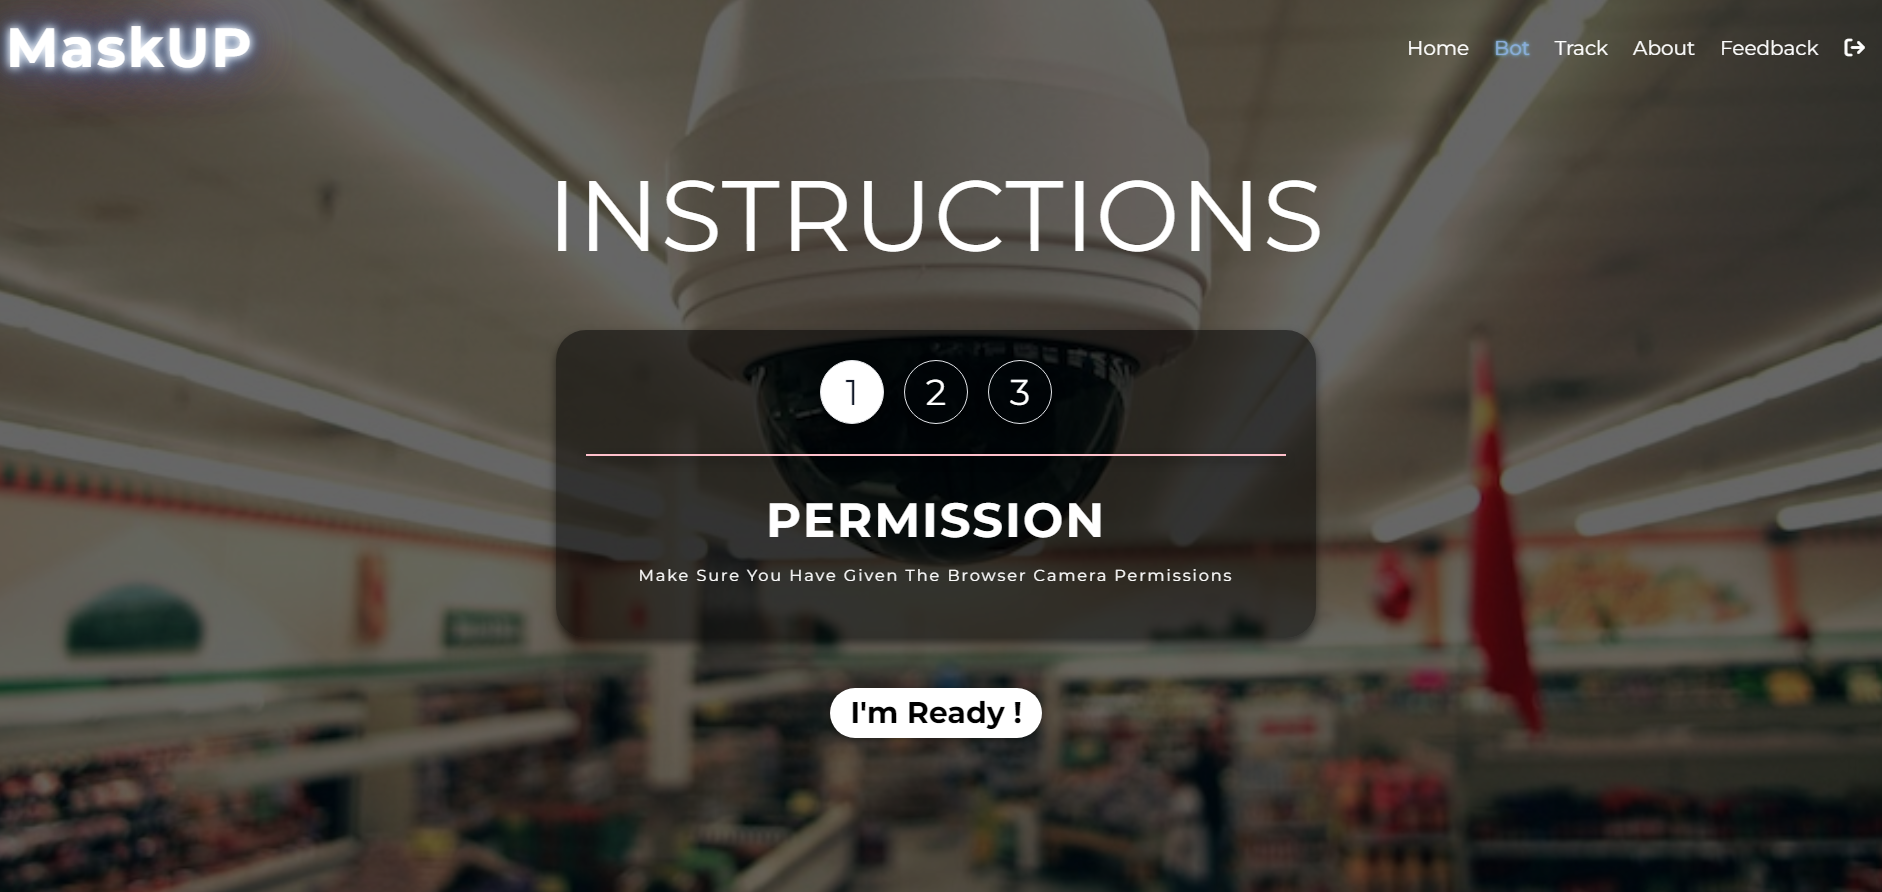 MaskUP
Home Bot Track About Feedback
INSTRUCTIONS
1 2 3
PERMISSION
Make Sure You Have Given The Browser Camera Permissions
I'm Ready !